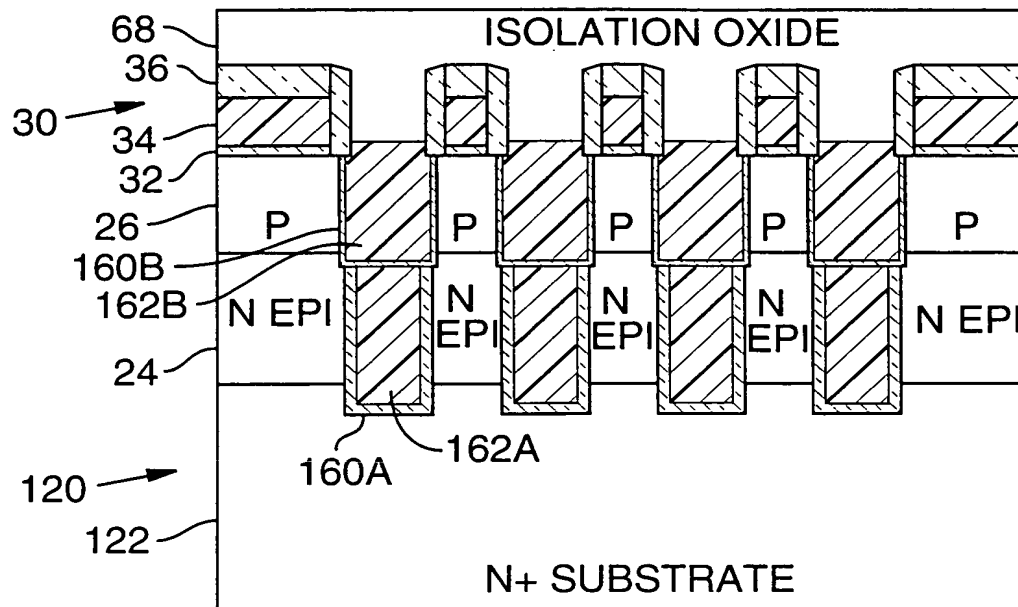 68
ISOLATION OXIDE
36
30
34
32
26
P P P P P
160B
162B
N EPI N EPI N EPI N EPI N EPI
24
162A
160A
120
122
N+ SUBSTRATE